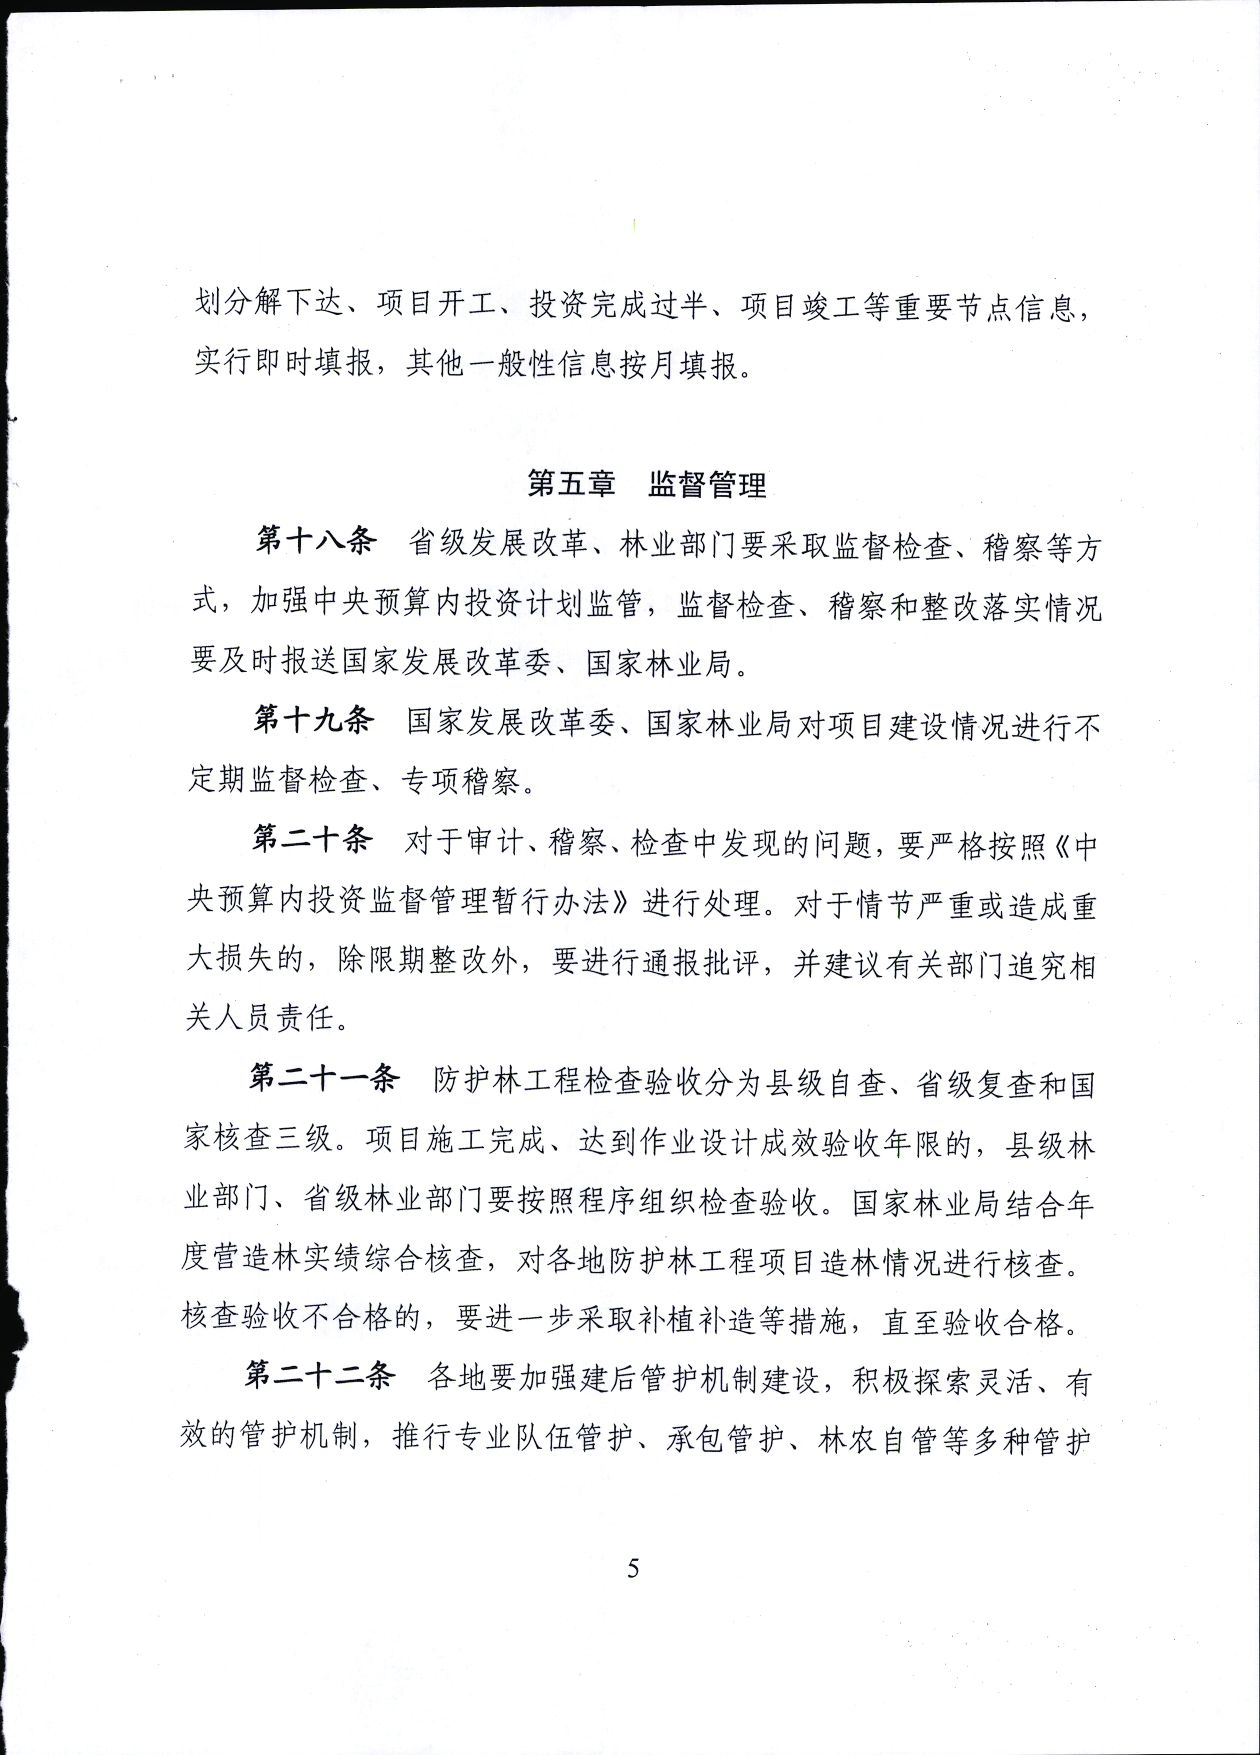 划分解下达、项目开工、投资完成过半、项目竣工等重要节点信息，
实行即时填报，其他一般性信息按月填报。
第五章　监督管理
第十八条　省级发展改革、林业部门要采取监督检查、稽察等方
式，加强中央预算内投资计划监管，监督检查、稽察和整改落实情况
要及时报送国家发展改革委、国家林业局。
第十九条　国家发展改革委、国家林业局对项目建设情况进行不
定期监督检查、专项稽察。
第二十条　对于审计、稽察、检查中发现的问题，要严格按照《中
央预算内投资监督管理暂行办法》进行处理。对于情节严重或造成重
大损失的，除限期整改外，要进行通报批评，并建议有关部门追究相
关人员责任。
第二十一条　防护林工程检查验收分为县级自查、省级复查和国
家核查三级。项目施工完成、达到作业设计成效验收年限的，县级林
业部门、省级林业部门要按照程序组织检查验收。国家林业局结合年
度营造林实绩综合核查，对各地防护林工程项目造林情况进行核查。
核查验收不合格的，要进一步采取补植补造等措施，直至验收合格。
第二十二条　各地要加强建后管护机制建设，积极探索灵活、有
效的管护机制，推行专业队伍管护、承包管护、林农自管等多种管护
5